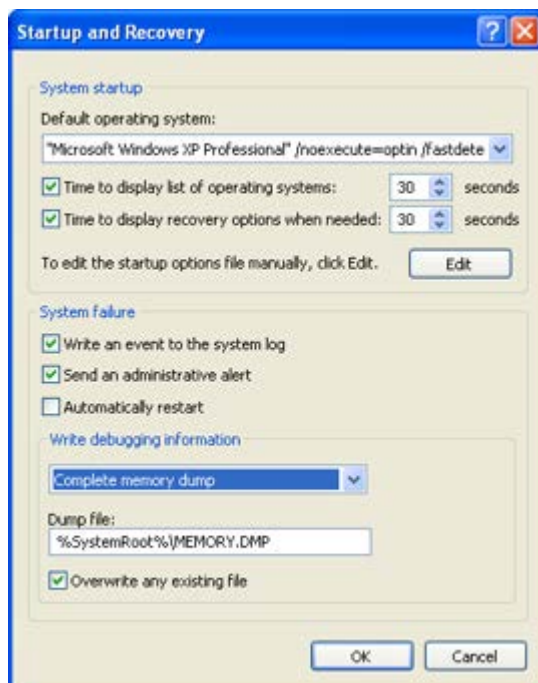 Startup and Recovery
System startup
Default operating system:
"Microsoft Windows XP Professional" /noexecute=optin /fastdete
Time to display list of operating systems: 30 seconds
Time to display recovery options when needed: 30 seconds
To edit the startup options file manually, click Edit. Edit
System failure
Write an event to the system log
Send an administrative alert
Automatically restart
Write debugging information
Complete memory dump
Dump file:
%SystemRoot%\MEMORY.DMP
Overwrite any existing file
OK Cancel